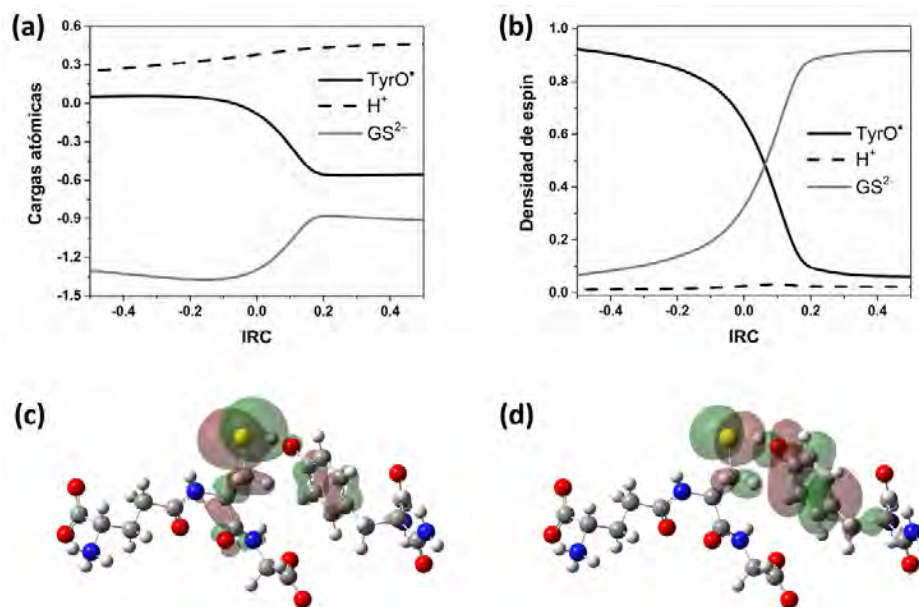 (a)
Cargas atómicas
0.6
0.3
0.0
-0.3
-0.6
-0.9
-1.2
-1.5
TyrO•
H+
GS2−
-0.4 -0.2 0.0 0.2 0.4
IRC
(b)
Densidad de espin
1.0
0.8
0.6
0.4
0.2
0.0
TyrO•
H+
GS2−
-0.4 -0.2 0.0 0.2 0.4
IRC
(c)
(d)